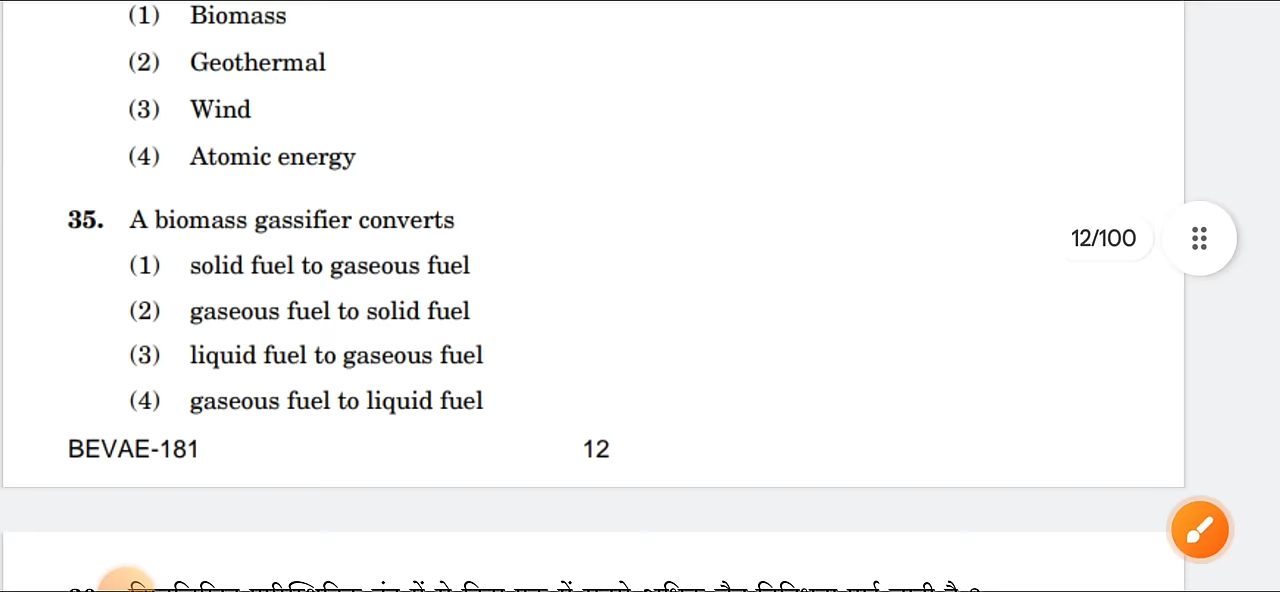 (1) Biomass
(2) Geothermal
(3) Wind
(4) Atomic energy
35. A biomass gassifier converts
(1) solid fuel to gaseous fuel
12/100
(2) gaseous fuel to solid fuel
(3) liquid fuel to gaseous fuel
(4) gaseous fuel to liquid fuel
BEVAE-181 12